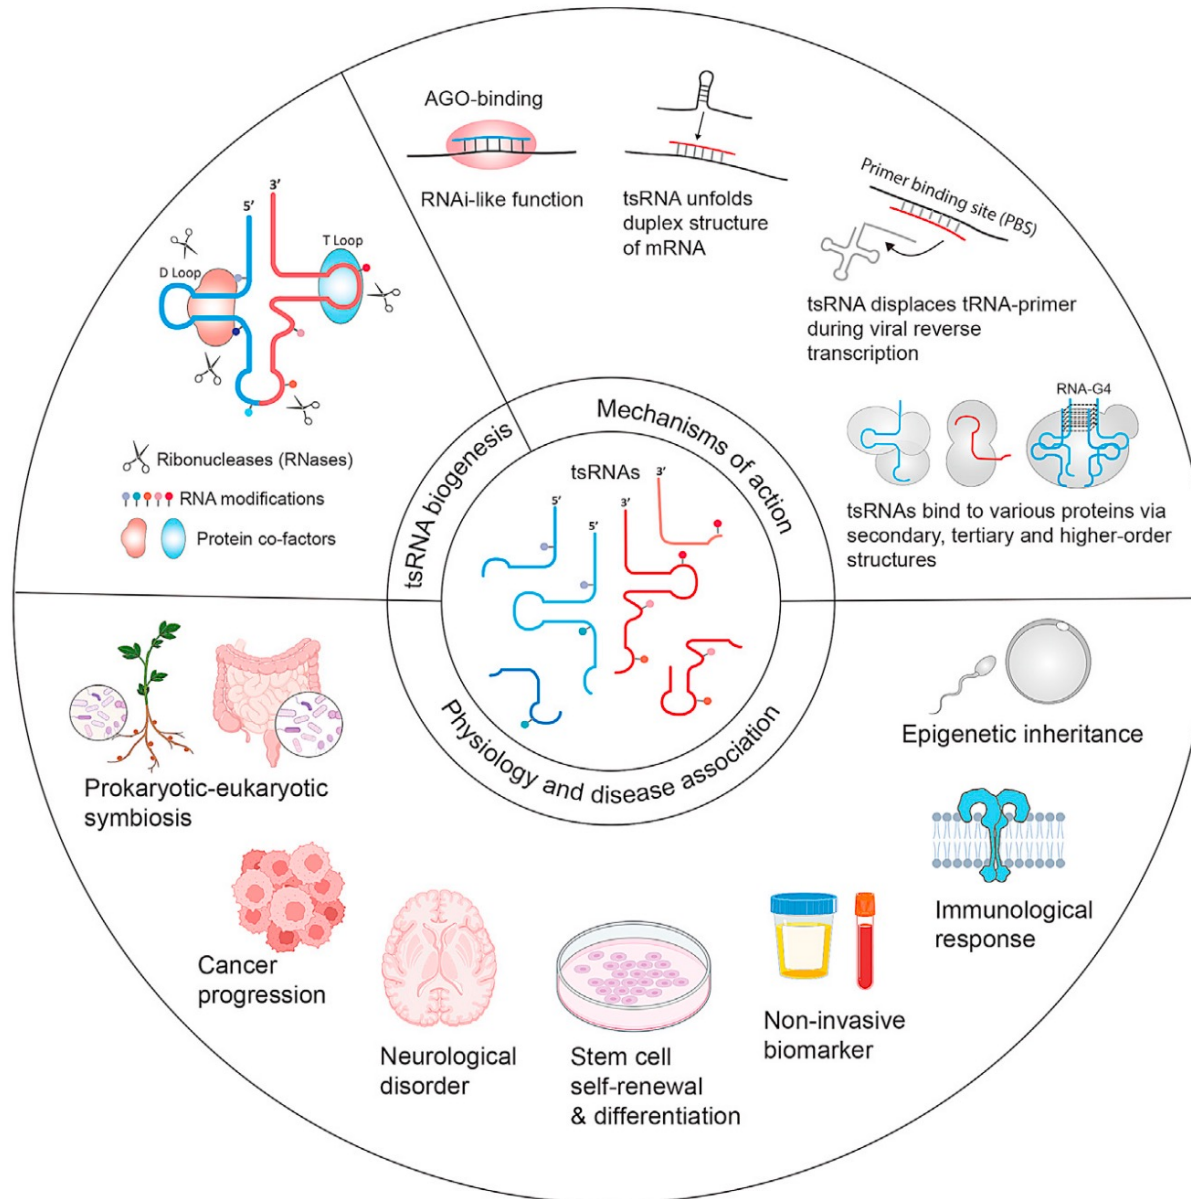 AGO-binding
RNAi-like function
tsRNA unfolds
duplex structure
of mRNA
Primer binding site (PBS)
tsRNA displaces tRNA-primer
during viral reverse
transcription
RNA-G4
tsRNAs bind to various proteins via
secondary, tertiary and higher-order
structures
3’
5’
T Loop
D Loop
Ribonucleases (RNases)
RNA modifications
Protein co-factors
tsRNA biogenesis
Mechanisms of action
Physiology and disease association
tsRNAs
5’
5’
3’
3’
Prokaryotic-eukaryotic
symbiosis
Cancer
progression
Neurological
disorder
Stem cell
self-renewal
& differentiation
Non-invasive
biomarker
Immunological
response
Epigenetic inheritance